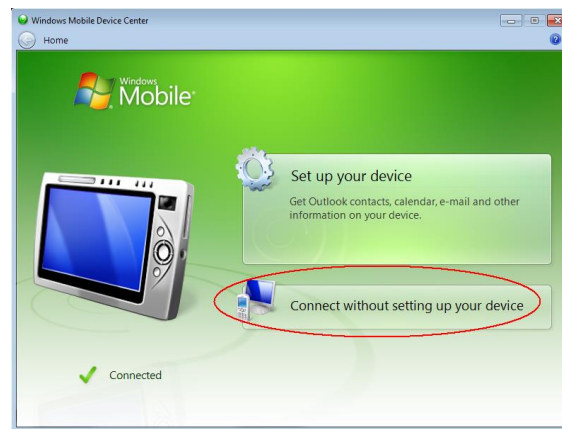 Windows Mobile Device Center
Home
Windows
Mobile
Set up your device
Get Outlook contacts, calendar, e-mail and other
information on your device.
Connect without setting up your device
Connected